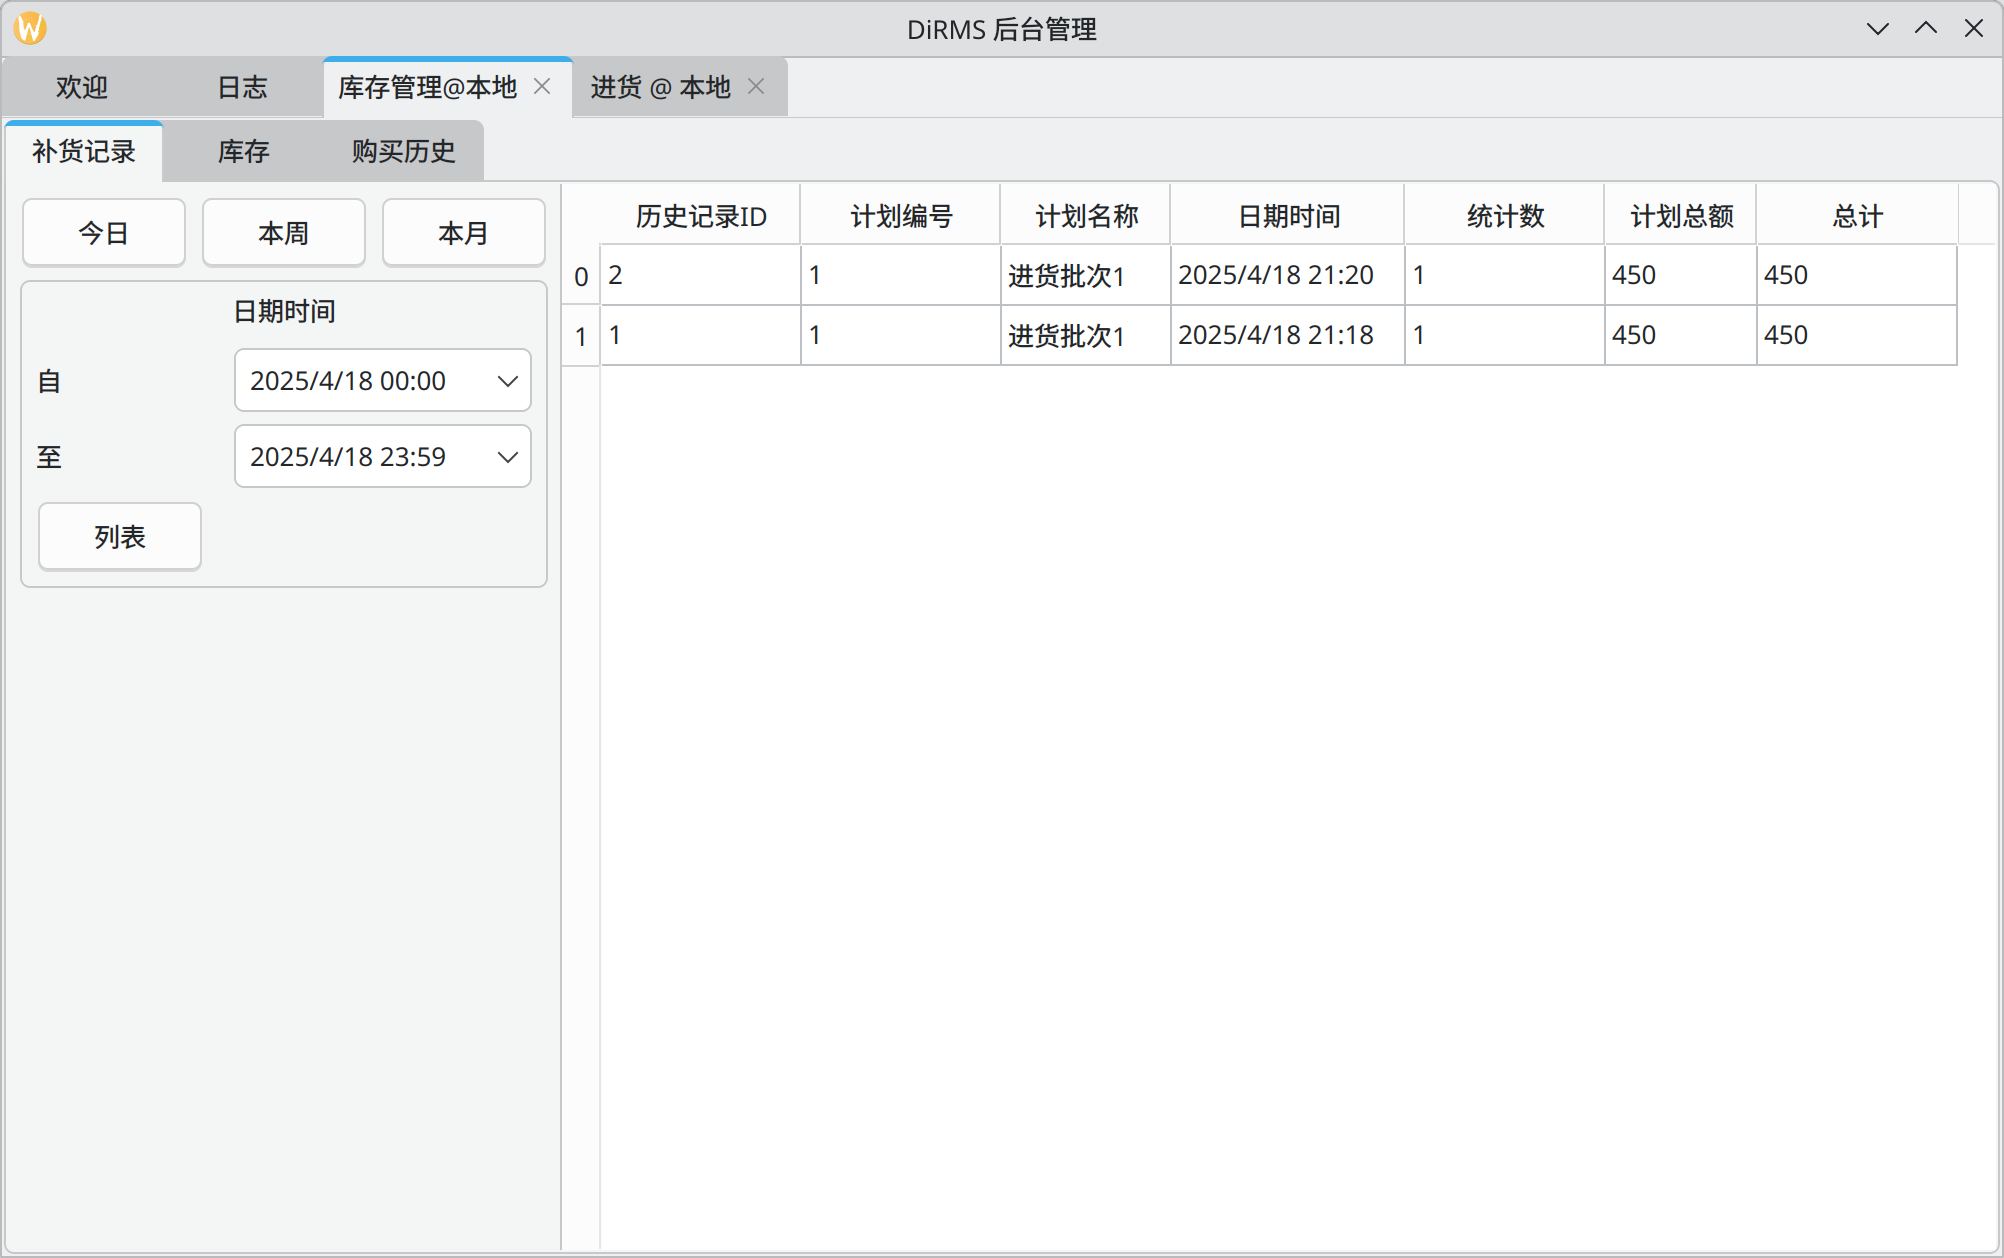 DiRMS 后台管理
欢迎 日志 库存管理@本地 进货 @ 本地
补货记录 库存 购买历史
今日 本周 本月
日期时间
自 2025/4/18 00:00
至 2025/4/18 23:59
列表
历史记录ID 计划编号 计划名称 日期时间 统计数 计划总额 总计
0 2 1 进货批次1 2025/4/18 21:20 1 450 450
1 1 1 进货批次1 2025/4/18 21:18 1 450 450